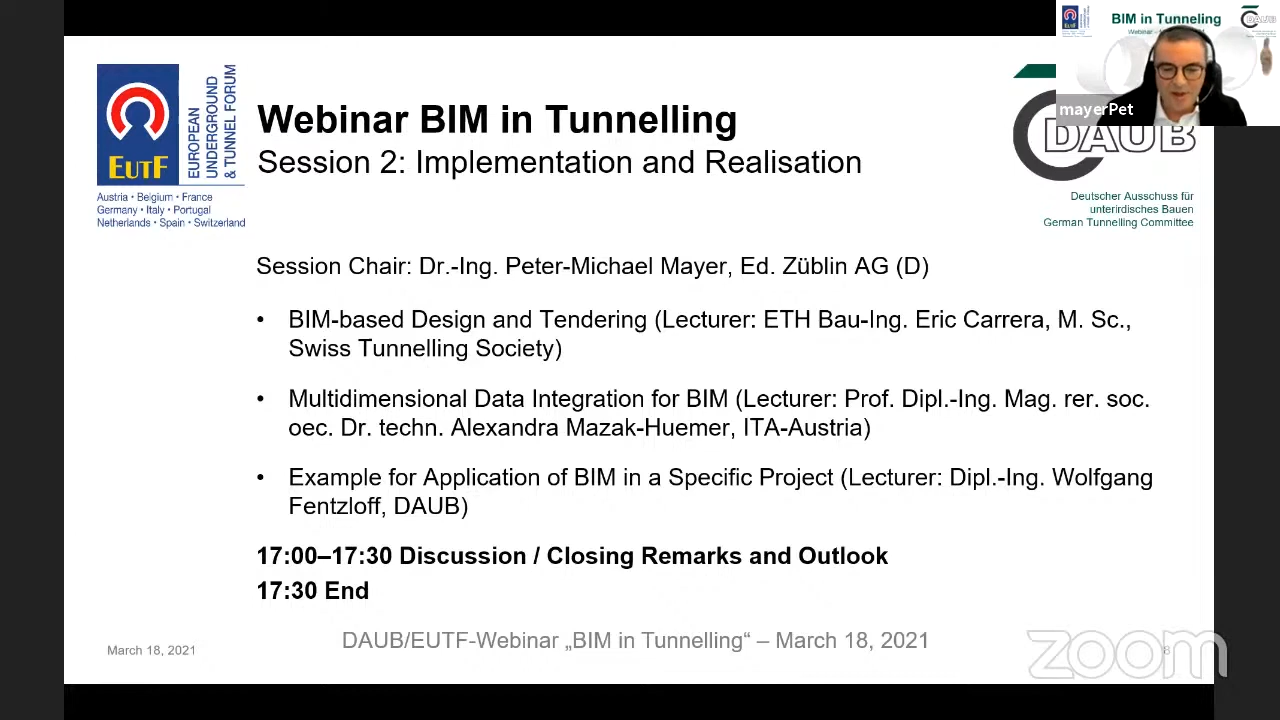 EUTF
EUROPEAN
UNDERGROUND
& TUNNEL FORUM
Austria • Belgium • France
Germany • Italy • Portugal
Netherlands • Spain • Switzerland
Webinar BIM in Tunnelling
Session 2: Implementation and Realisation
BIM in Tunneling
DAUB
mayerPet
DAUB
Deutscher Ausschuss für
unterirdisches Bauen
German Tunnelling Committee
Session Chair: Dr.-Ing. Peter-Michael Mayer, Ed. Züblin AG (D)
• BIM-based Design and Tendering (Lecturer: ETH Bau-Ing. Eric Carrera, M. Sc.,
Swiss Tunnelling Society)
• Multidimensional Data Integration for BIM (Lecturer: Prof. Dipl.-Ing. Mag. rer. soc.
oec. Dr. techn. Alexandra Mazak-Huemer, ITA-Austria)
• Example for Application of BIM in a Specific Project (Lecturer: Dipl.-Ing. Wolfgang
Fentzloff, DAUB)
17:00–17:30 Discussion / Closing Remarks and Outlook
17:30 End
March 18, 2021
DAUB/EUTF-Webinar „BIM in Tunnelling“ – March 18, 2021
8
zoom